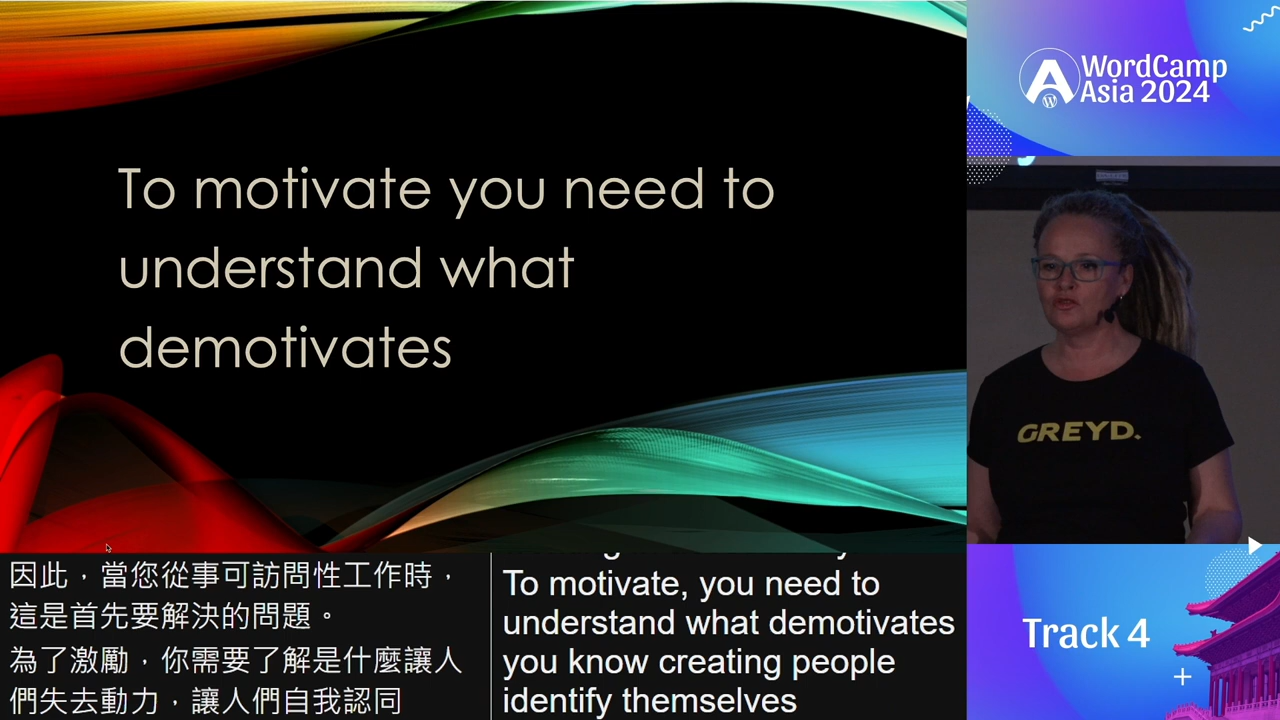 To motivate you need to
understand what
demotivates
WordCamp
Asia 2024
GREYD.
因此，當您從事可訪問性工作時，
這是首先要解決的問題。
為了激勵，你需要了解是什麼讓人
們失去動力，讓人們自我認同
To motivate, you need to
understand what demotivates
you know creating people
identify themselves
Track 4